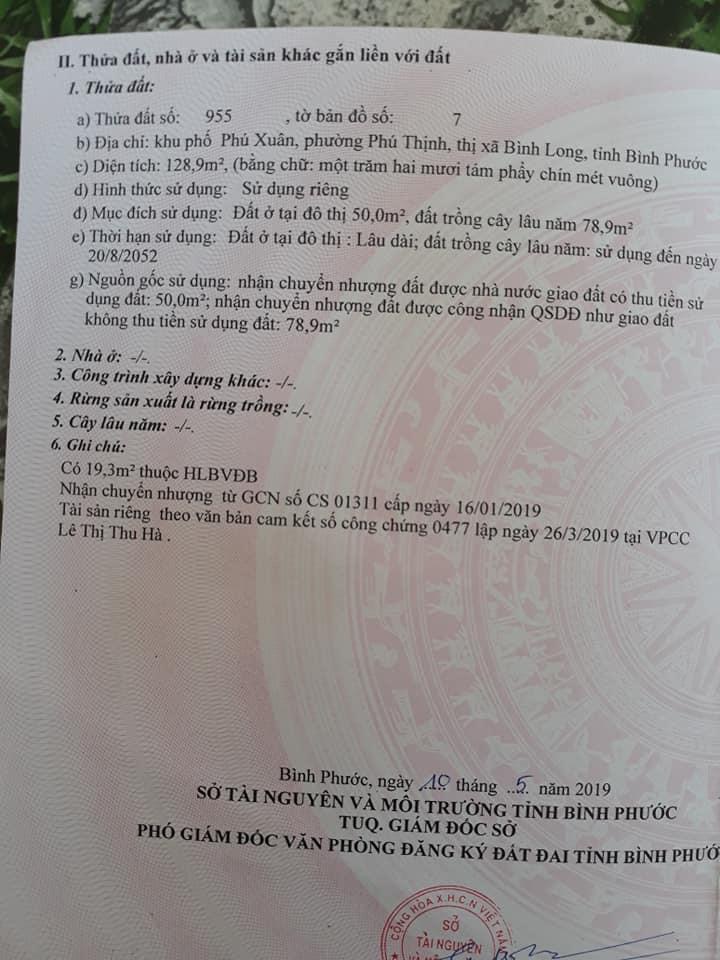 II. Thửa đất, nhà ở và tài sản khác gắn liền với đất
1. Thửa đất:
a) Thửa đất số: 955 , tờ bản đồ số: 7
b) Địa chỉ: khu phố Phú Xuân, phường Phú Thịnh, thị xã Bình Long, tỉnh Bình Phước
c) Diện tích: 128,9m², (bằng chữ: một trăm hai mươi tám phẩy chín mét vuông)
d) Hình thức sử dụng: Sử dụng riêng
đ) Mục đích sử dụng: Đất ở tại đô thị 50,0m², đất trồng cây lâu năm 78,9m²
e) Thời hạn sử dụng: Đất ở tại đô thị : Lâu dài; đất trồng cây lâu năm: sử dụng đến ngày
20/8/2052
g) Nguồn gốc sử dụng: nhận chuyển nhượng đất được nhà nước giao đất có thu tiền sử
dụng đất: 50,0m²; nhận chuyển nhượng đất được công nhận QSDĐ như giao đất
không thu tiền sử dụng đất: 78,9m²
2. Nhà ở: -/-.
3. Công trình xây dựng khác: -/-.
4. Rừng sản xuất là rừng trồng: -/-.
5. Cây lâu năm: -/-.
6. Ghi chú:
Có 19,3m² thuộc HLBVĐB
Nhận chuyển nhượng từ GCN số CS 01311 cấp ngày 16/01/2019
Tài sản riêng theo văn bản cam kết số công chứng 0477 lập ngày 26/3/2019 tại VPCC
Lê Thị Thu Hà .
Bình Phước, ngày 10 tháng 5 năm 2019
SỞ TÀI NGUYÊN VÀ MÔI TRƯỜNG TỈNH BÌNH PHƯỚC
TUQ. GIÁM ĐỐC SỞ
PHÓ GIÁM ĐỐC VĂN PHÒNG ĐĂNG KÝ ĐẤT ĐAI TỈNH BÌNH PHƯỚ
CỘNG HÒA X.H.C.N VIỆT NAM
SỞ
TÀI NGUYÊN